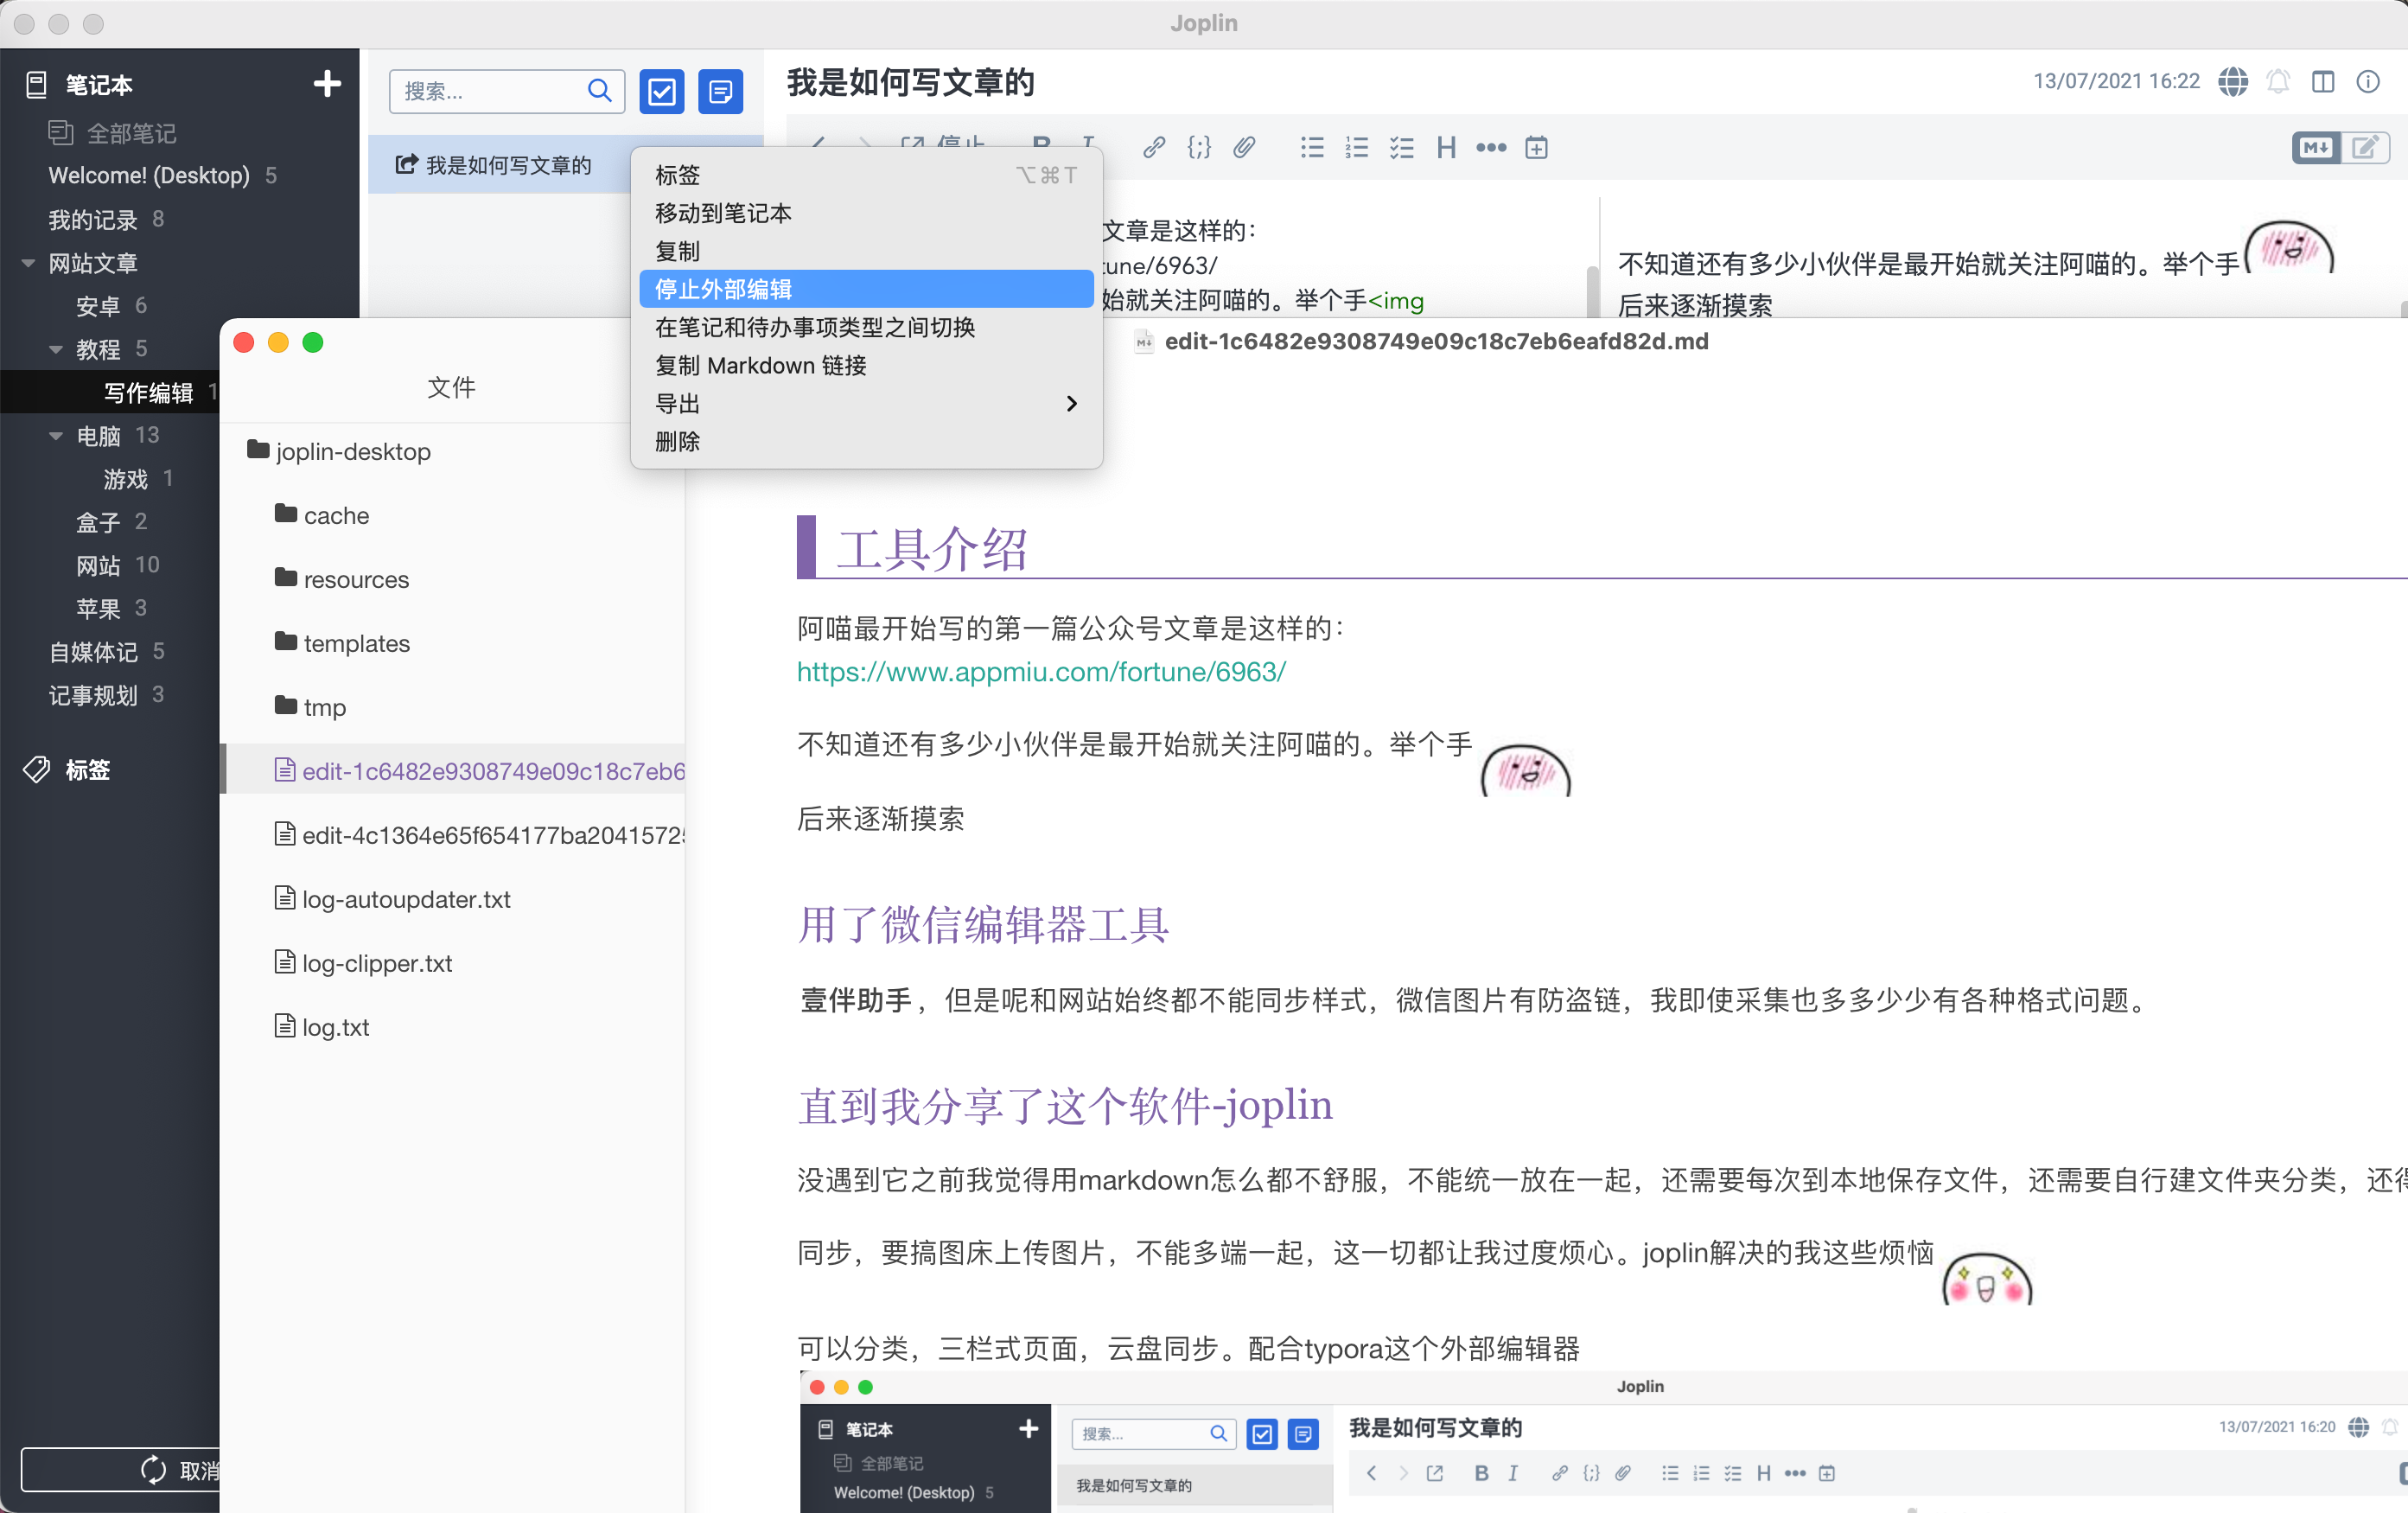 Joplin
笔记本
全部笔记
Welcome! (Desktop) 5
我的记录 8
网站文章
安卓 6
教程 5
写作编辑 1
电脑 13
游戏 1
盒子 2
网站 10
苹果 3
自媒体记 5
记事规划 3
标签
取消
搜索...
我是如何写文章的
我是如何写文章的
13/07/2021 16:22
停止
B I
H
M↓
标签 ⌥⌘T
移动到笔记本
复制
停止外部编辑
在笔记和待办事项类型之间切换
复制 Markdown 链接
导出
删除
文章是这样的：
tune/6963/
始就关注阿喵的。举个手<img
不知道还有多少小伙伴是最开始就关注阿喵的。举个手
后来逐渐摸索
edit-1c6482e9308749e09c18c7eb6eafd82d.md
文件
joplin-desktop
cache
resources
templates
tmp
edit-1c6482e9308749e09c18c7eb6
edit-4c1364e65f654177ba2041572
log-autoupdater.txt
log-clipper.txt
log.txt
工具介绍
阿喵最开始写的第一篇公众号文章是这样的：
https://www.appmiu.com/fortune/6963/
不知道还有多少小伙伴是最开始就关注阿喵的。举个手
后来逐渐摸索
用了微信编辑器工具
壹伴助手，但是呢和网站始终都不能同步样式，微信图片有防盗链，我即使采集也多多少少有各种格式问题。
直到我分享了这个软件-joplin
没遇到它之前我觉得用markdown怎么都不舒服，不能统一放在一起，还需要每次到本地保存文件，还需要自行建文件夹分类，还得
同步，要搞图床上传图片，不能多端一起，这一切都让我过度烦心。joplin解决的我这些烦恼
可以分类，三栏式页面，云盘同步。配合typora这个外部编辑器
Joplin
笔记本
全部笔记
Welcome! (Desktop) 5
搜索...
我是如何写文章的
我是如何写文章的
13/07/2021 16:20
B I
H